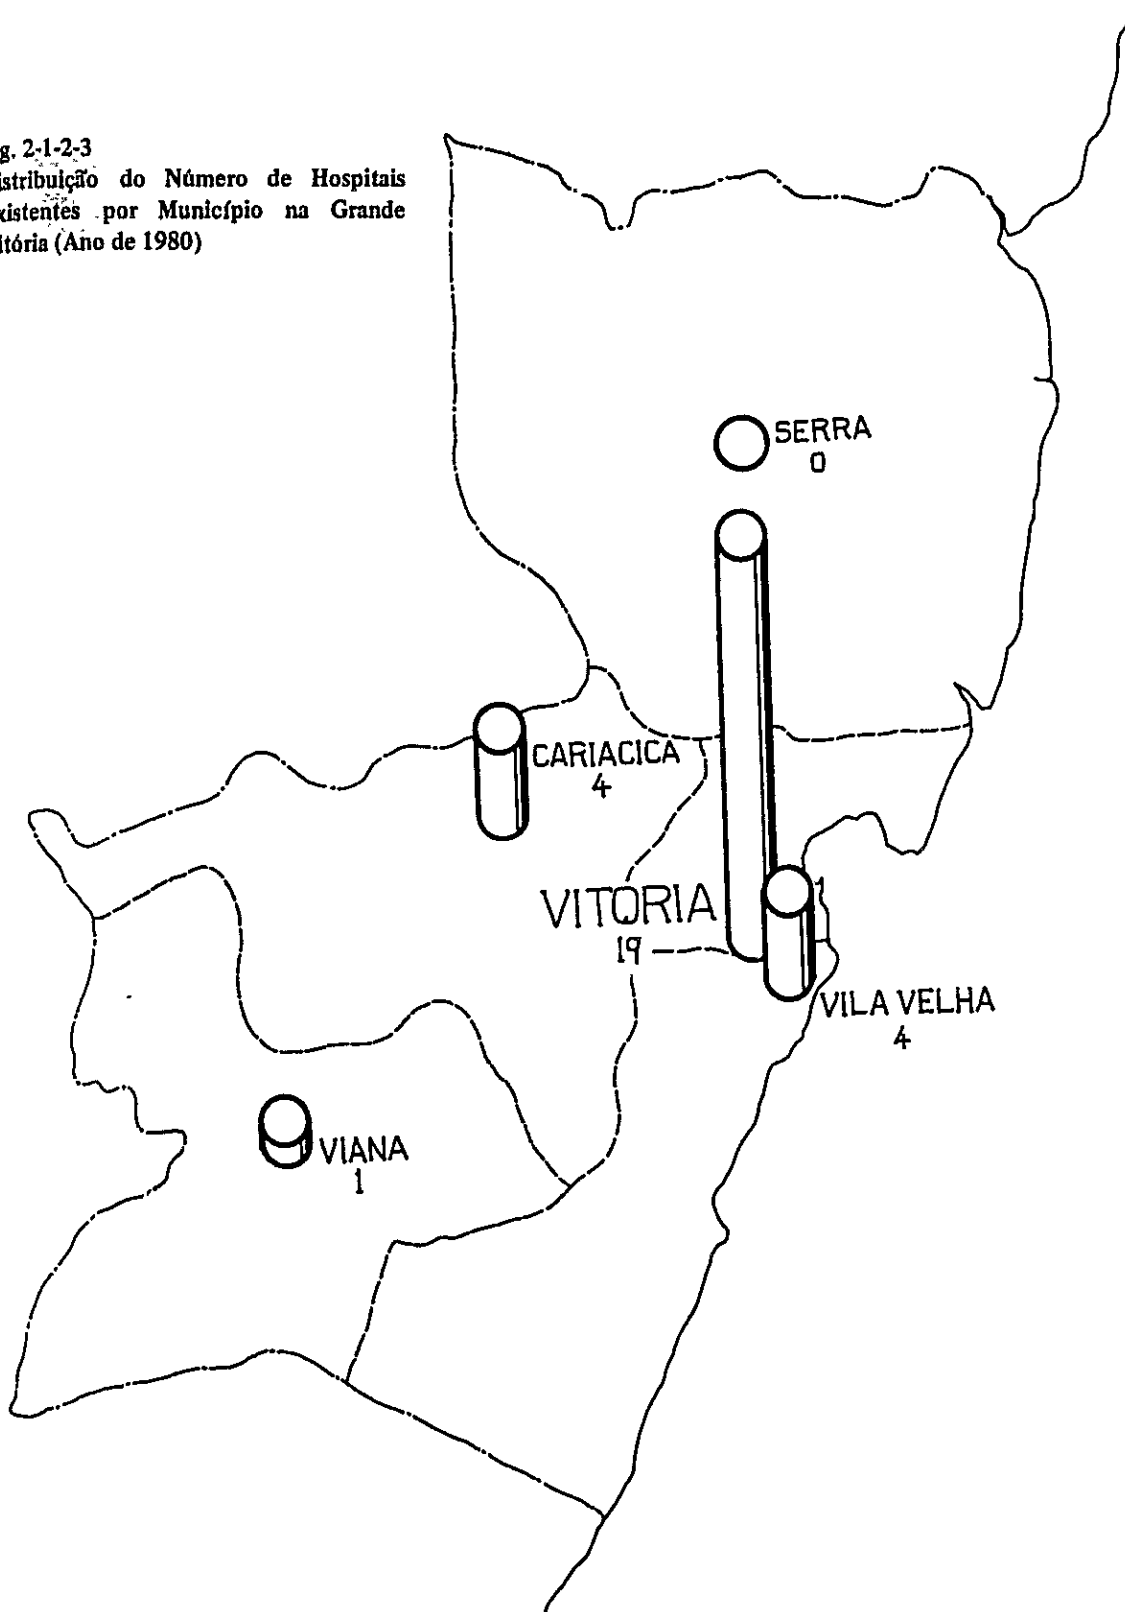 g. 2-1-2-3
istribuição do Número de Hospitais
xistentes por Município na Grande
itória (Ano de 1980)
SERRA
0
CARIACICA
4
VITORIA
19
VILA VELHA
4
VIANA
1